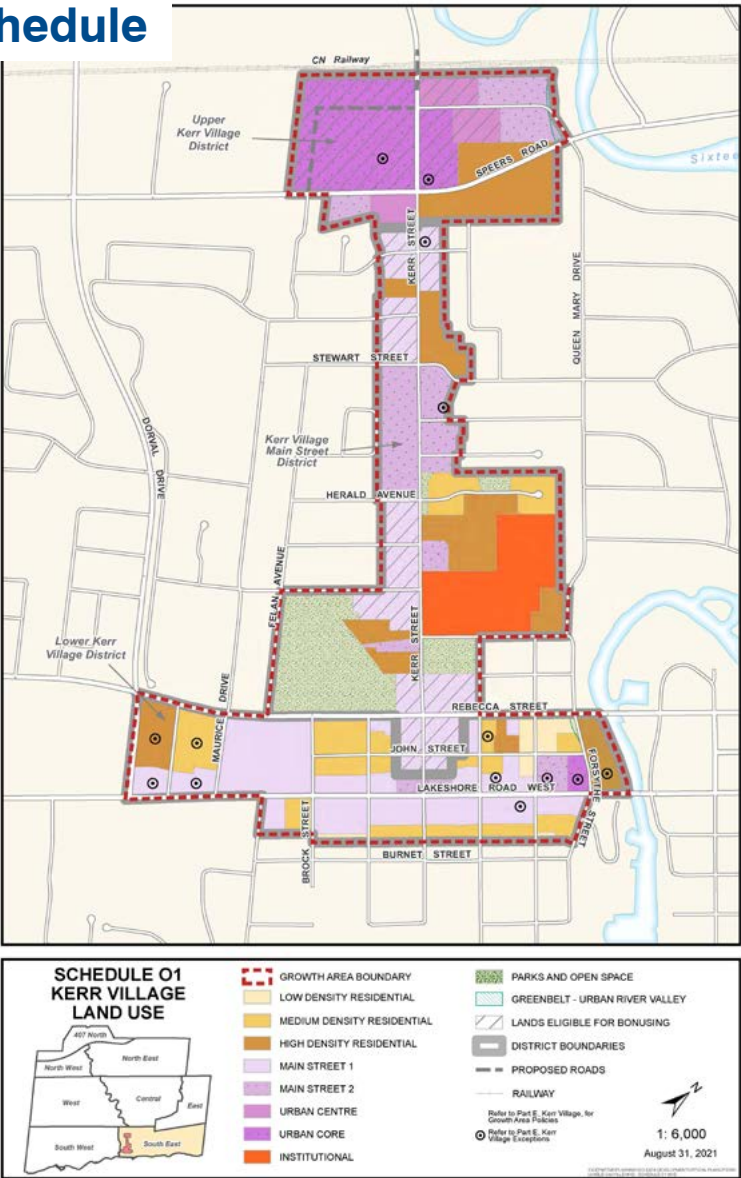 hedule
CN Railway
Upper
Kerr Village
District
SPEERS ROAD
Sixtee
KERR STREET
QUEEN MARY DRIVE
STEWART STREET
DORVAL DRIVE
Kerr Village
Main Street
District
HERALD AVENUE
FELAN AVENUE
KERR STREET
Lower Kerr
Village District
MAURICE DRIVE
REBECCA STREET
JOHN STREET
FORSYTHE STREET
LAKESHORE ROAD WEST
BROCK STREET
BURNET STREET
SCHEDULE O1
KERR VILLAGE
LAND USE
407 North
North West
North East
West
Central
East
South West
South East
GROWTH AREA BOUNDARY
LOW DENSITY RESIDENTIAL
MEDIUM DENSITY RESIDENTIAL
HIGH DENSITY RESIDENTIAL
MAIN STREET 1
MAIN STREET 2
URBAN CENTRE
URBAN CORE
INSTITUTIONAL
PARKS AND OPEN SPACE
GREENBELT - URBAN RIVER VALLEY
LANDS ELIGIBLE FOR BONUSING
DISTRICT BOUNDARIES
PROPOSED ROADS
RAILWAY
Refer to Part E, Kerr Village, for
Growth Area Policies
Refer to Part E, Kerr
Village Exceptions
N
1: 6,000
August 31, 2021